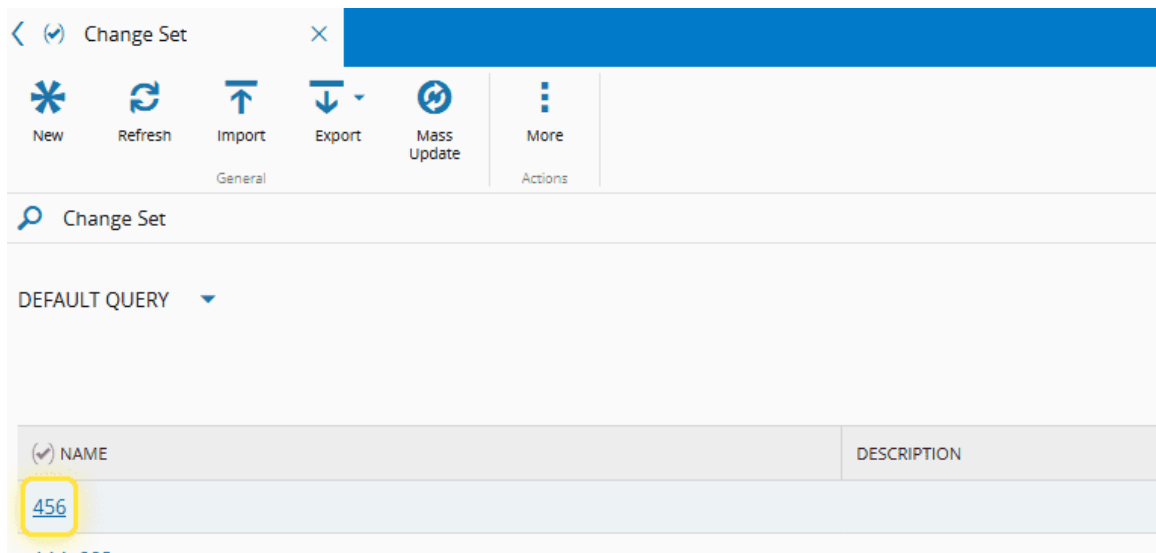 Change Set
New Refresh Import Export Mass Update More
General Actions
Change Set
DEFAULT QUERY
NAME DESCRIPTION
456